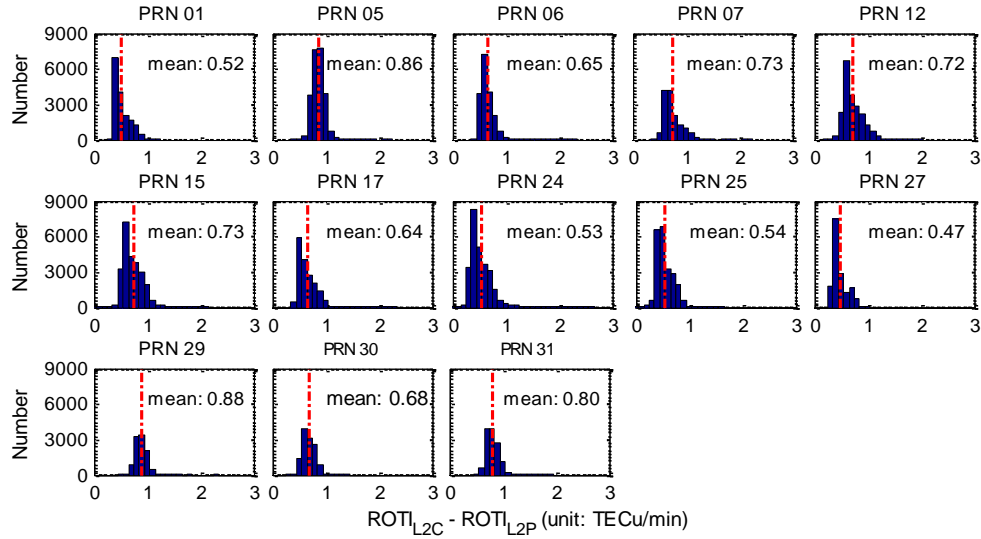 PRN 01 PRN 05 PRN 06 PRN 07 PRN 12
9000
6000
3000
0
Number
mean: 0.52 mean: 0.86 mean: 0.65 mean: 0.73 mean: 0.72
0 1 2 3 0 1 2 3 0 1 2 3 0 1 2 3 0 1 2 3
PRN 15 PRN 17 PRN 24 PRN 25 PRN 27
9000
6000
3000
0
Number
mean: 0.73 mean: 0.64 mean: 0.53 mean: 0.54 mean: 0.47
0 1 2 3 0 1 2 3 0 1 2 3 0 1 2 3 0 1 2 3
PRN 29 PRN 30 PRN 31
9000
6000
3000
0
Number
mean: 0.88 mean: 0.68 mean: 0.80
0 1 2 3 0 1 2 3 0 1 2 3
ROTI_L2C - ROTI_L2P (unit: TECu/min)